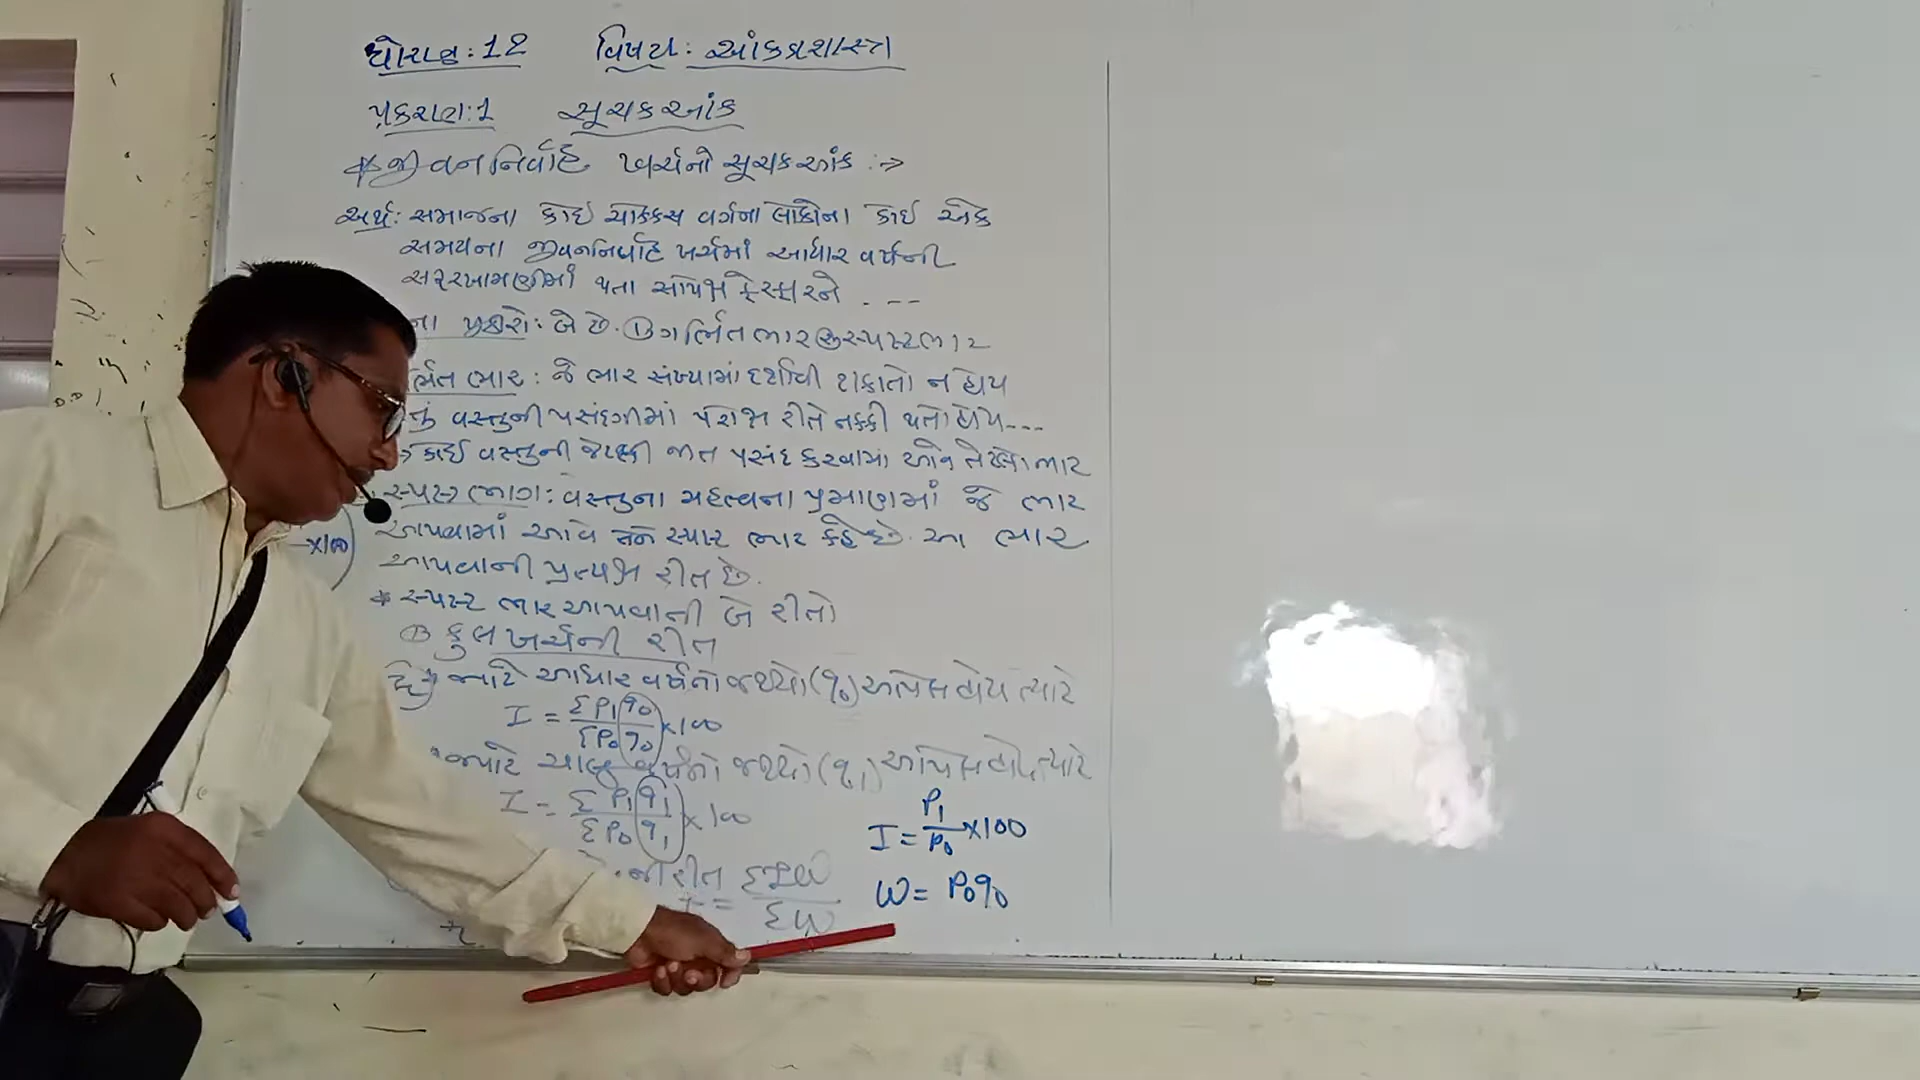 ધોરણ : 12 વિષય : આંકડાશાસ્ત્ર
પ્રકરણ : 1 સૂચકઆંક
* જીવનનિર્વાહ ખર્ચનો સૂચકઆંક :→
અર્થ : સમાજના કોઈ ચોક્કસ વર્ગના લોકોના કોઈ એક
સમયના જીવનનિર્વાહ ખર્ચમાં આધાર વર્ષની
સરખામણીમાં થતા સાપેક્ષ ફેરફારને ----
ના પ્રકારો : બે છે. ① ગર્ભિત ભાર ② સ્પષ્ટ ભાર
ર્ભિત ભાર : જે ભાર સંખ્યામાં દર્શાવી શકાતો ન હોય
તું વસ્તુની પસંદગીમાં પરોક્ષ રીતે નક્કી થતો હોય ---
કોઈ વસ્તુની જેટલી જાત પસંદ કરવામાં આવે તેટલો ભાર
સ્પષ્ટ ભાગ : વસ્તુના મહત્વના પ્રમાણમાં જે ભાર
આપવામાં આવે તેને સ્પષ્ટ ભાર કહે છે. આ ભાર
×100)
આપવાની પ્રત્યક્ષ રીત છે.
* સ્પષ્ટ ભાર આપવાની બે રીતો
① કુલ ખર્ચની રીત
જ્યારે આધાર વર્ષનો જથ્થો (q₀) આપેલ હોય ત્યારે
I = Σp₁q₀ / Σp₀q₀ × 100
જ્યારે ચાલુ વર્ષનો જથ્થો (q₁) આપેલ હોય ત્યારે
I = Σp₁q₁ / Σp₀q₁ × 100
I = P₁ / P₀ × 100
ની રીત
I = ΣIW / ΣW
W = P₀q₀